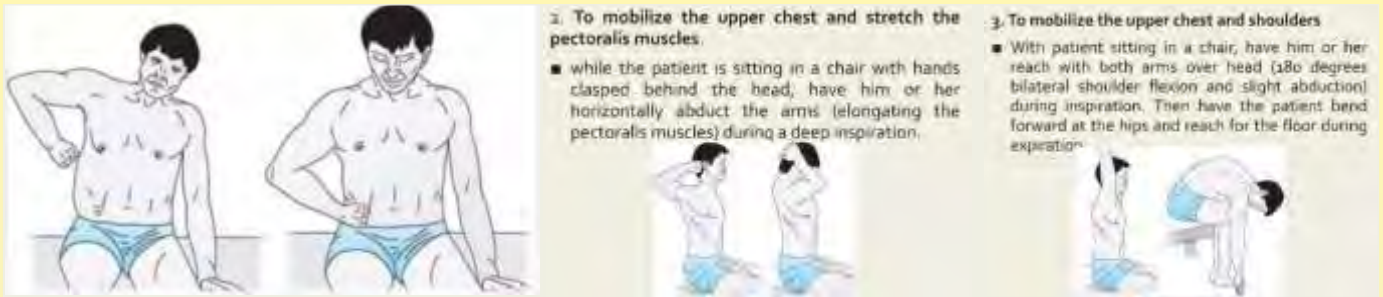 2. To mobilize the upper chest and stretch the
pectoralis muscles.
■ while the patient is sitting in a chair with hands
clasped behind the head, have him or her
horizontally abduct the arms (elongating the
pectoralis muscles) during a deep inspiration.
3. To mobilize the upper chest and shoulders
■ With patient sitting in a chair, have him or her
reach with both arms over head (180 degrees
bilateral shoulder flexion and slight abduction)
during inspiration. Then have the patient bend
forward at the hips and reach for the floor during
expiration